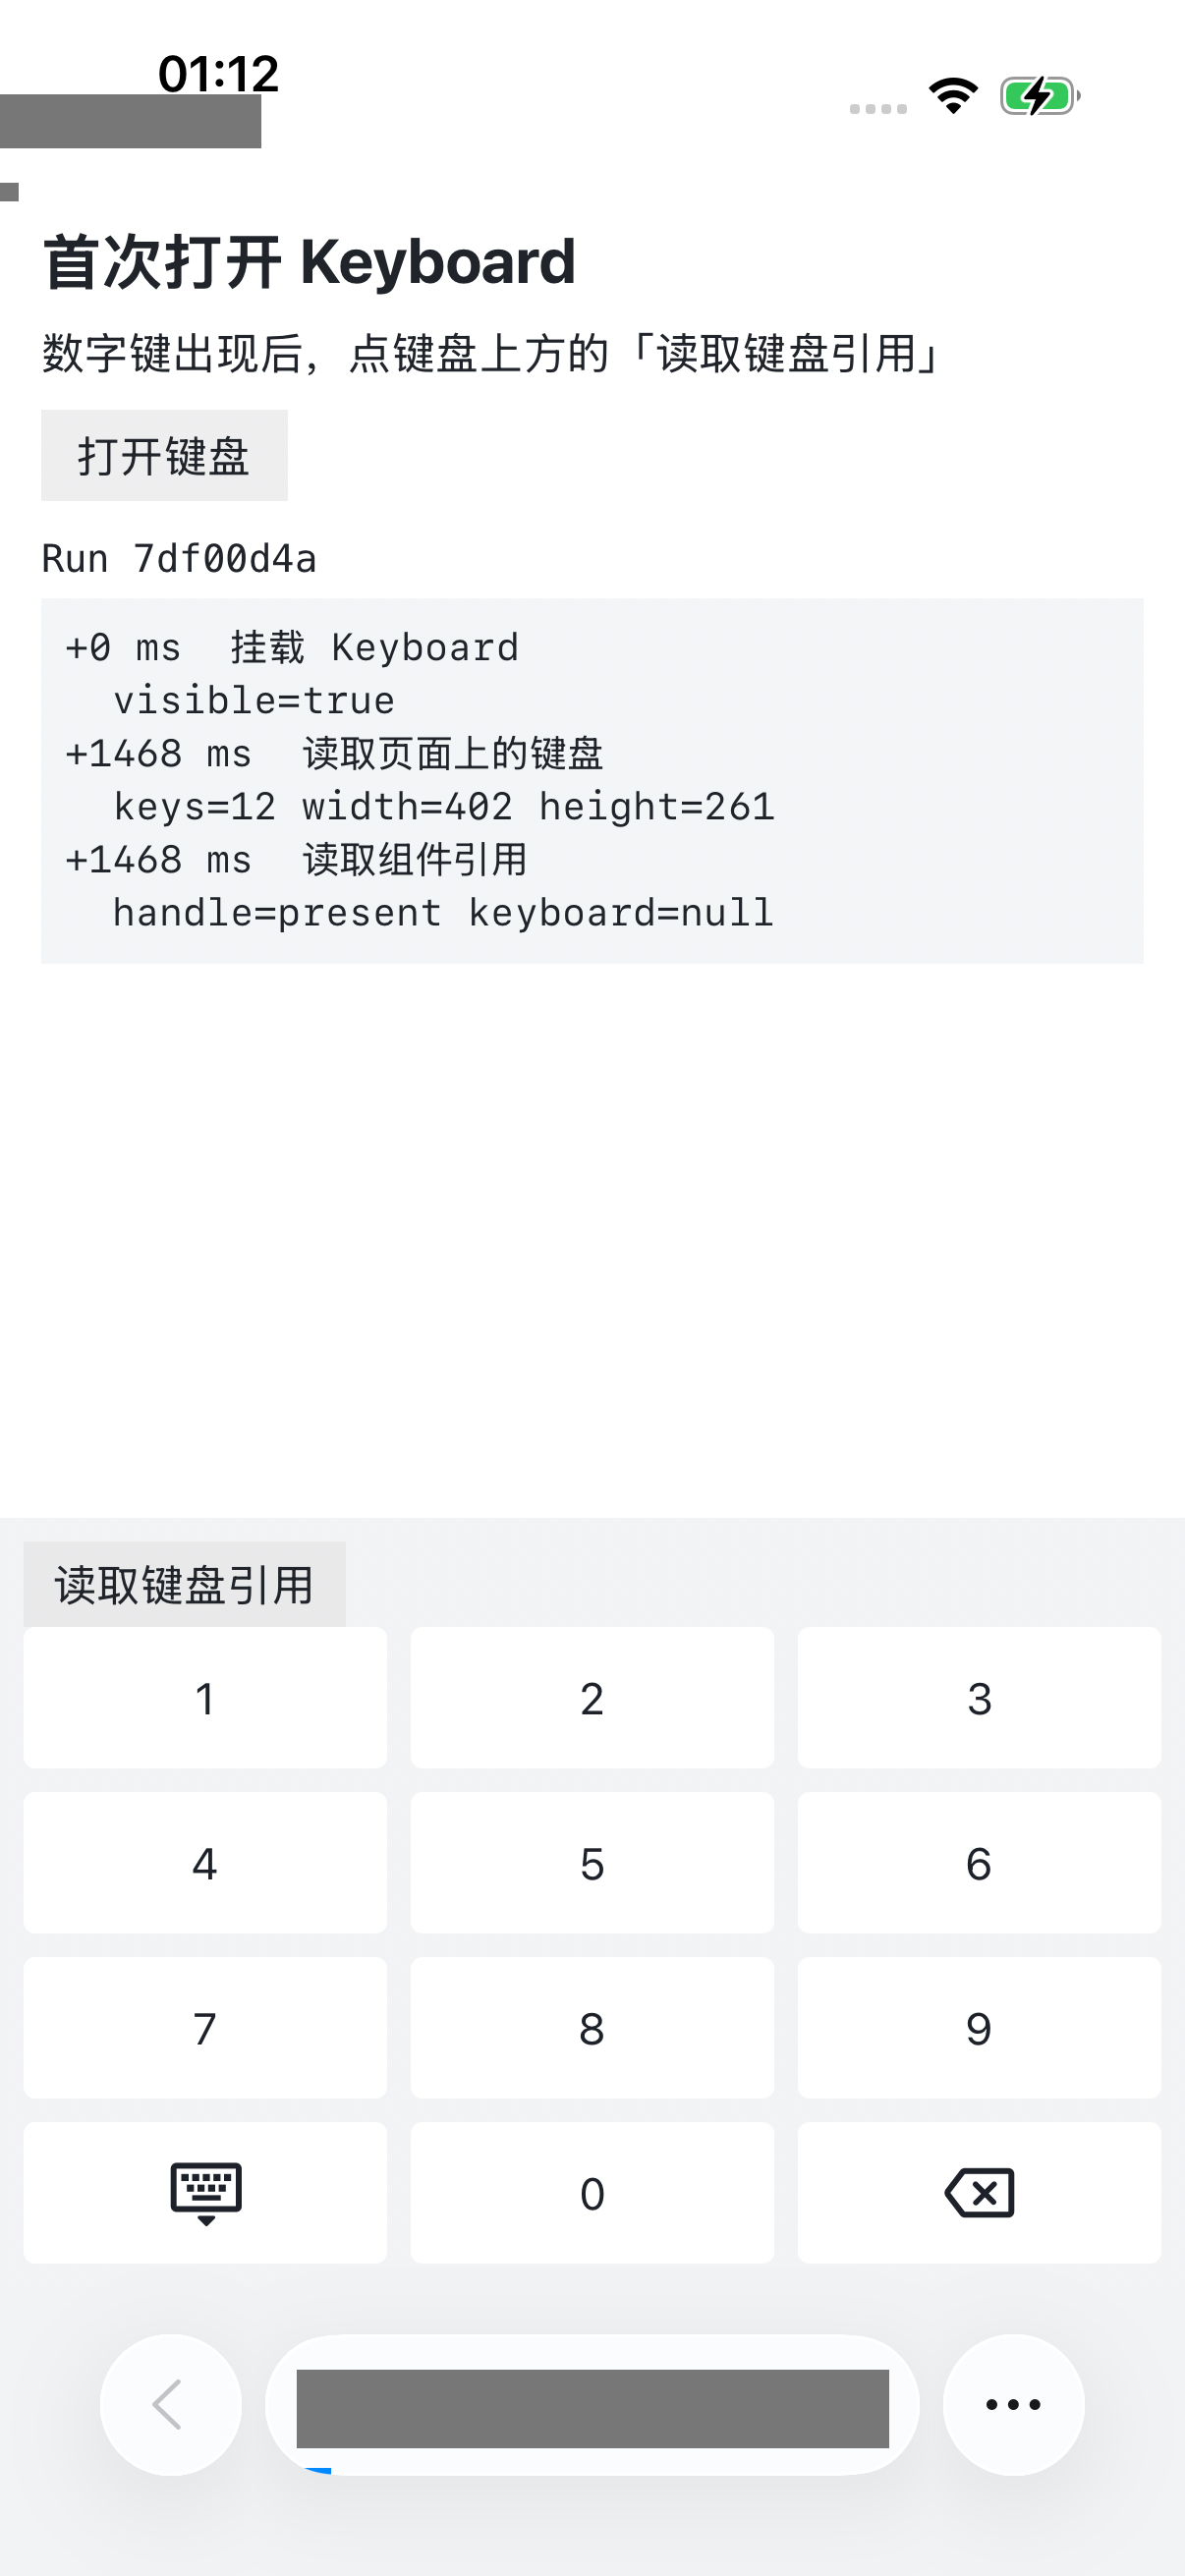 01:12
首次打开 Keyboard
数字键出现后，点键盘上方的「读取键盘引用」
打开键盘
Run 7df00d4a
+0 ms  挂载 Keyboard
  visible=true
+1468 ms  读取页面上的键盘
  keys=12 width=402 height=261
+1468 ms  读取组件引用
  handle=present keyboard=null
读取键盘引用
1 2 3
4 5 6
7 8 9
0